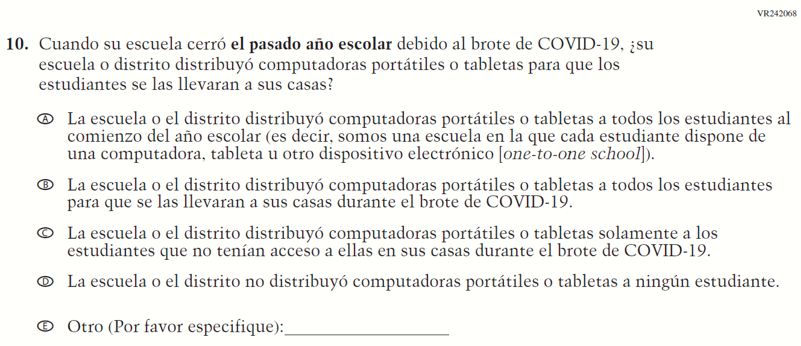 VR242068
10. Cuando su escuela cerró el pasado año escolar debido al brote de COVID-19, ¿su
escuela o distrito distribuyó computadoras portátiles o tabletas para que los
estudiantes se las llevaran a sus casas?
A La escuela o el distrito distribuyó computadoras portátiles o tabletas a todos los estudiantes al
comienzo del año escolar (es decir, somos una escuela en la que cada estudiante dispone de
una computadora, tableta u otro dispositivo electrónico [one-to-one school]).
B La escuela o el distrito distribuyó computadoras portátiles o tabletas a todos los estudiantes
para que se las llevaran a sus casas durante el brote de COVID-19.
C La escuela o el distrito distribuyó computadoras portátiles o tabletas solamente a los
estudiantes que no tenían acceso a ellas en sus casas durante el brote de COVID-19.
D La escuela o el distrito no distribuyó computadoras portátiles o tabletas a ningún estudiante.
E Otro (Por favor especifique):